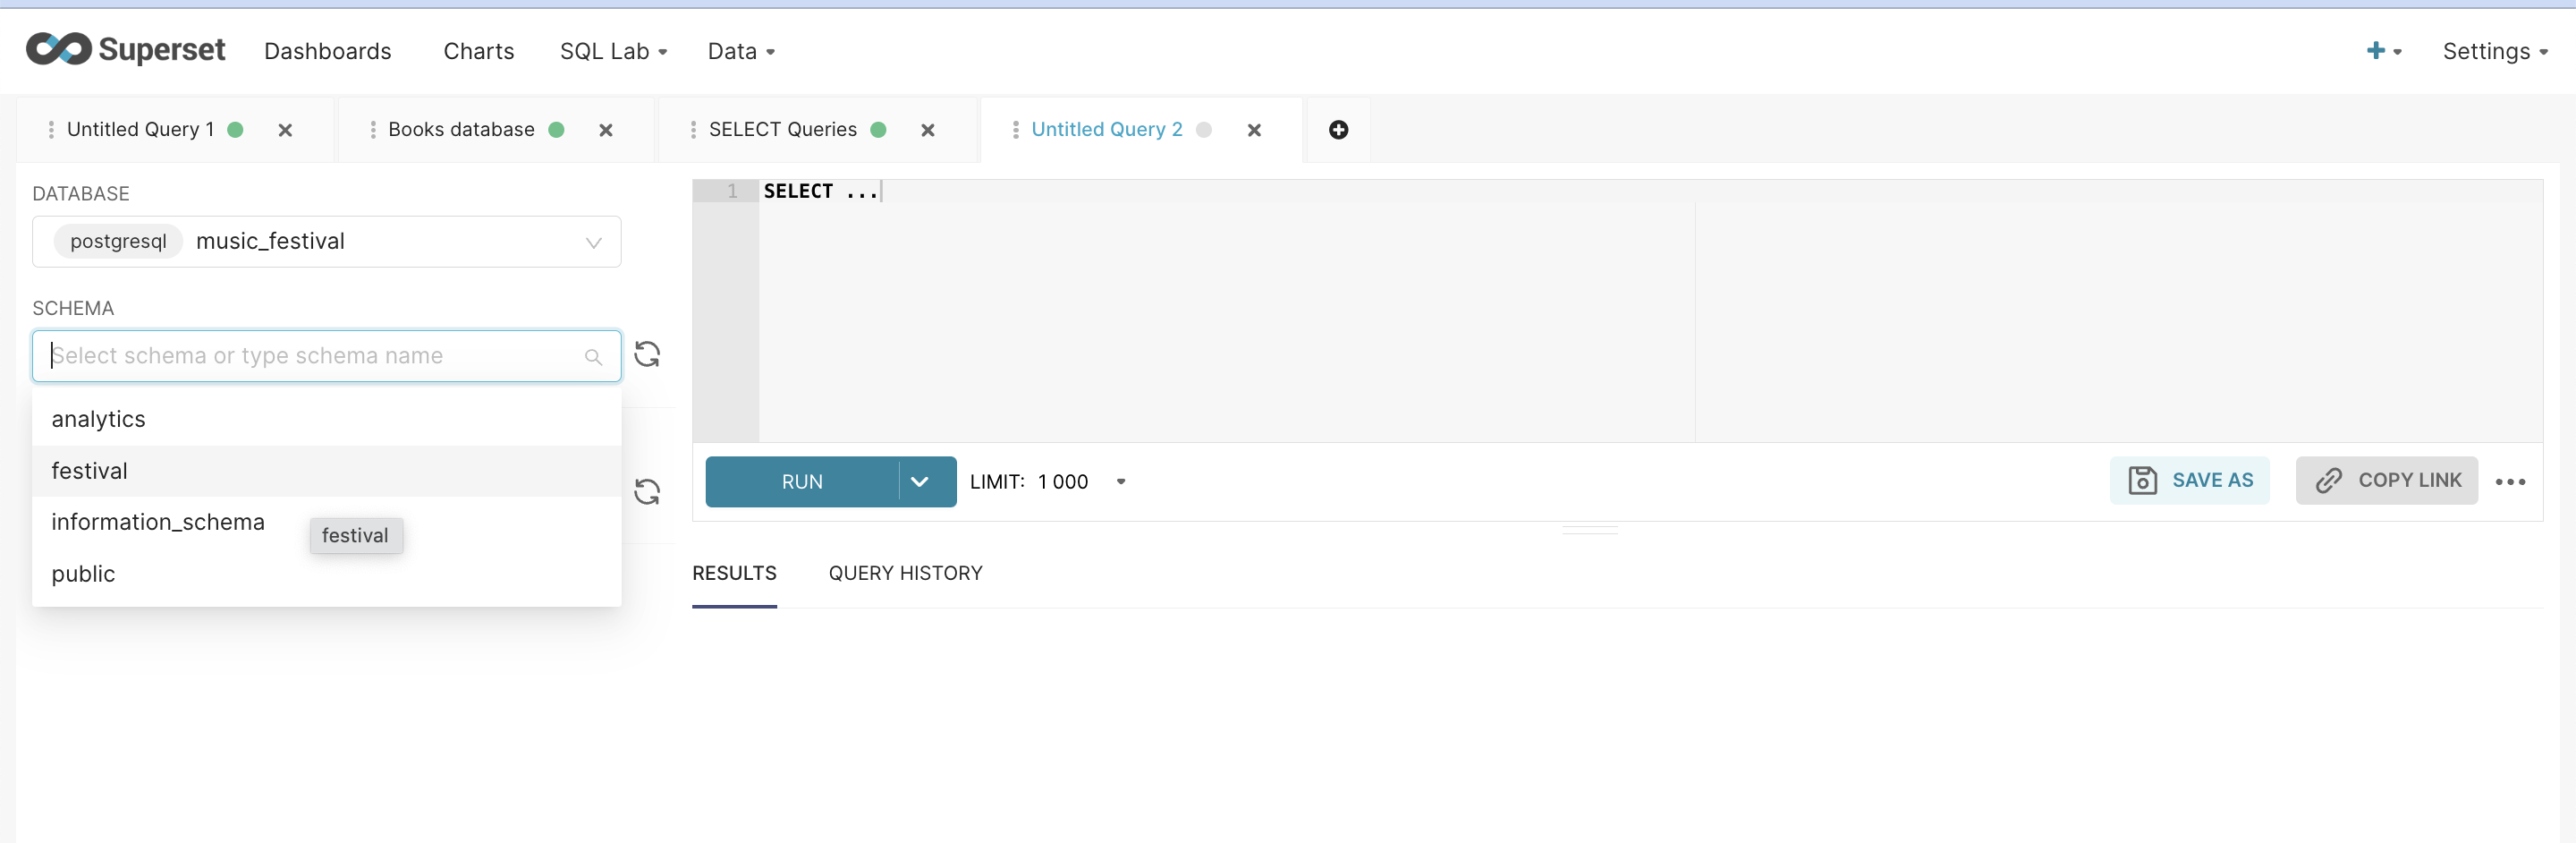 Superset Dashboards Charts SQL Lab Data Settings
Untitled Query 1 Books database SELECT Queries Untitled Query 2
DATABASE
postgresql music_festival
SCHEMA
Select schema or type schema name
analytics
festival
information_schema
festival
public
1 SELECT ...
RUN LIMIT: 1 000 SAVE AS COPY LINK
RESULTS QUERY HISTORY